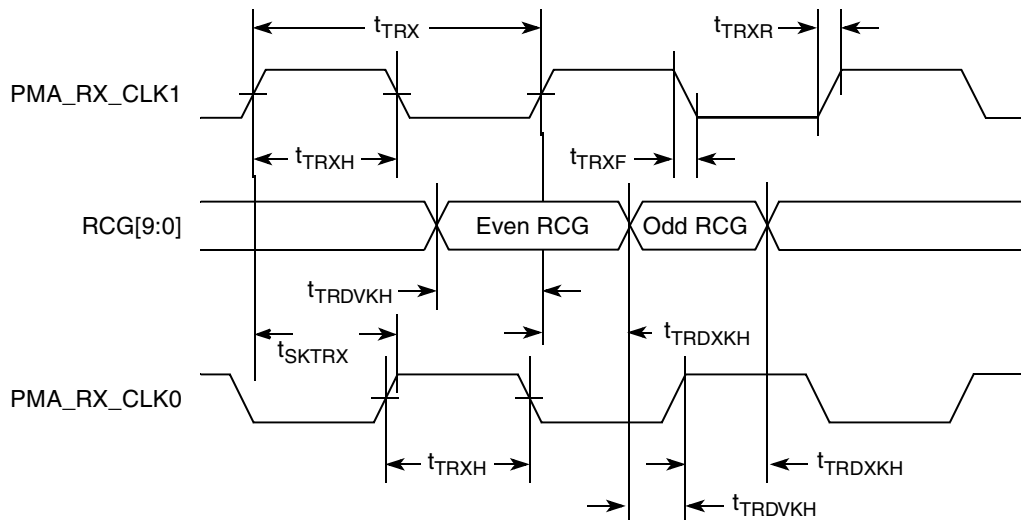 tTRX
tTRXR
PMA_RX_CLK1
tTRXH
tTRXF
RCG[9:0]
Even RCG
Odd RCG
tTRDVKH
tTRDXKH
tSKTRX
PMA_RX_CLK0
tTRXH
tTRDXKH
tTRDVKH